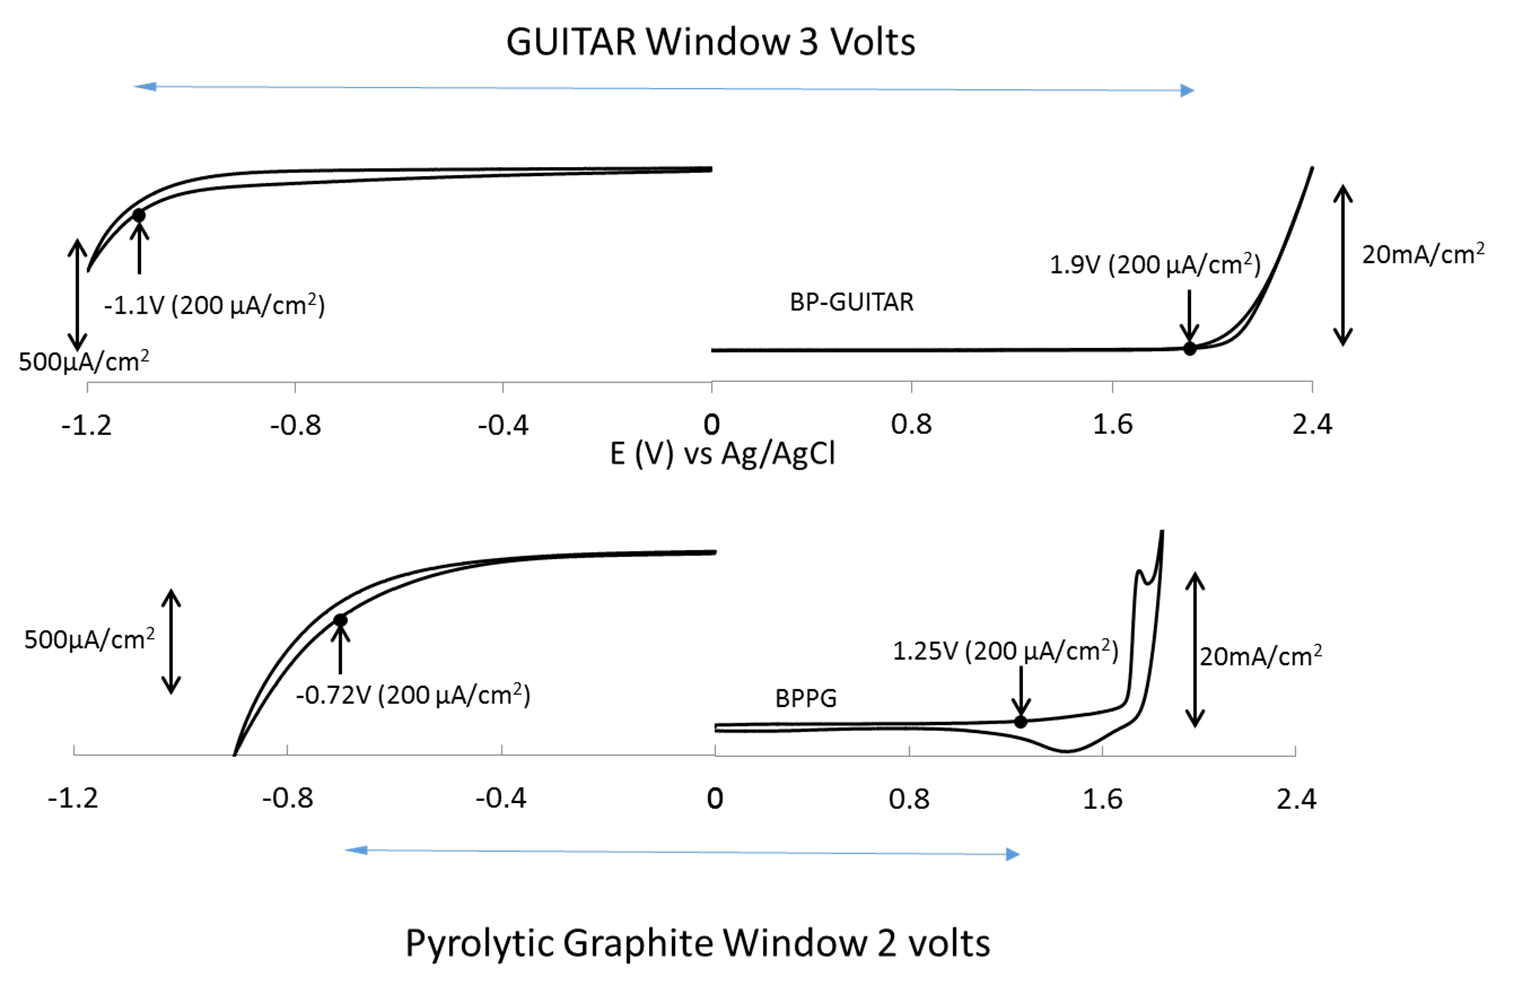 GUITAR Window 3 Volts
1.9V (200 µA/cm²)
20mA/cm²
-1.1V (200 µA/cm²)
BP-GUITAR
500µA/cm²
-1.2 -0.8 -0.4 0 0.8 1.6 2.4
E (V) vs Ag/AgCl
500µA/cm²
1.25V (200 µA/cm²)
20mA/cm²
-0.72V (200 µA/cm²)
BPPG
-1.2 -0.8 -0.4 0 0.8 1.6 2.4
Pyrolytic Graphite Window 2 volts